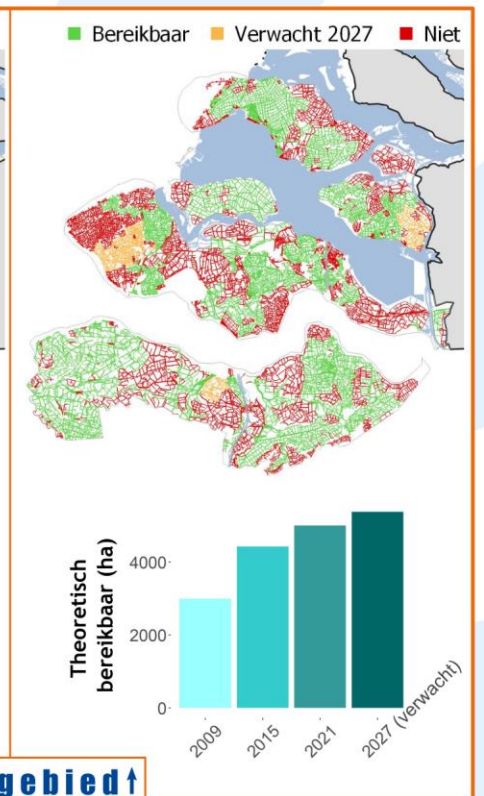 Bereikbaar Verwacht 2027 Niet
Theoretisch
bereikbaar (ha)
4000
2000
0
2009 2015 2021 2027 (verwacht)
gebied